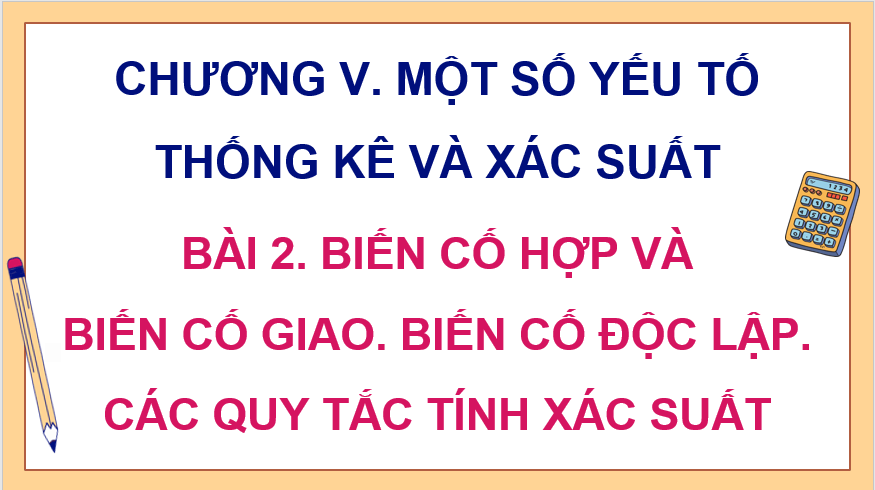 CHƯƠNG V. MỘT SỐ YẾU TỐ
THỐNG KÊ VÀ XÁC SUẤT
BÀI 2. BIẾN CỐ HỢP VÀ
BIẾN CỐ GIAO. BIẾN CỐ ĐỘC LẬP.
CÁC QUY TẮC TÍNH XÁC SUẤT